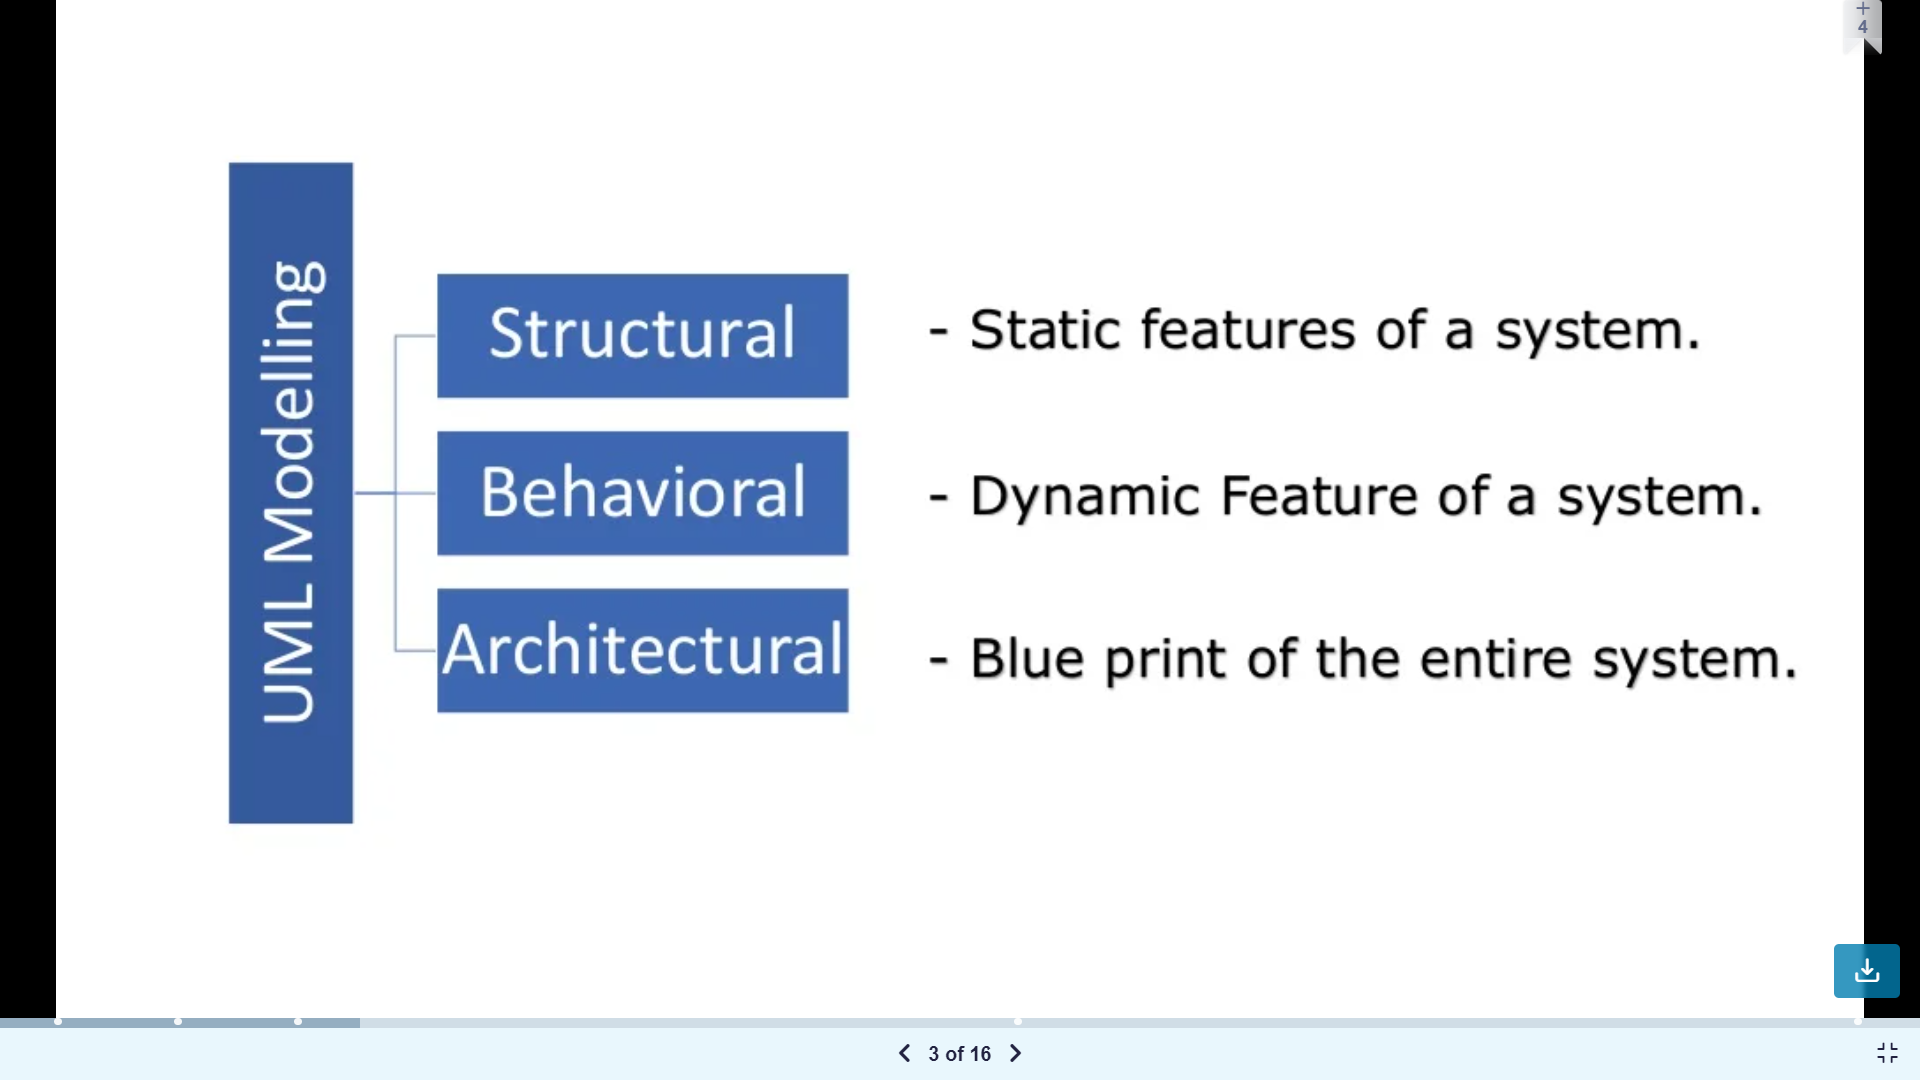 +
4
UML Modelling
Structural
- Static features of a system.
Behavioral
- Dynamic Feature of a system.
Architectural
- Blue print of the entire system.
3 of 16